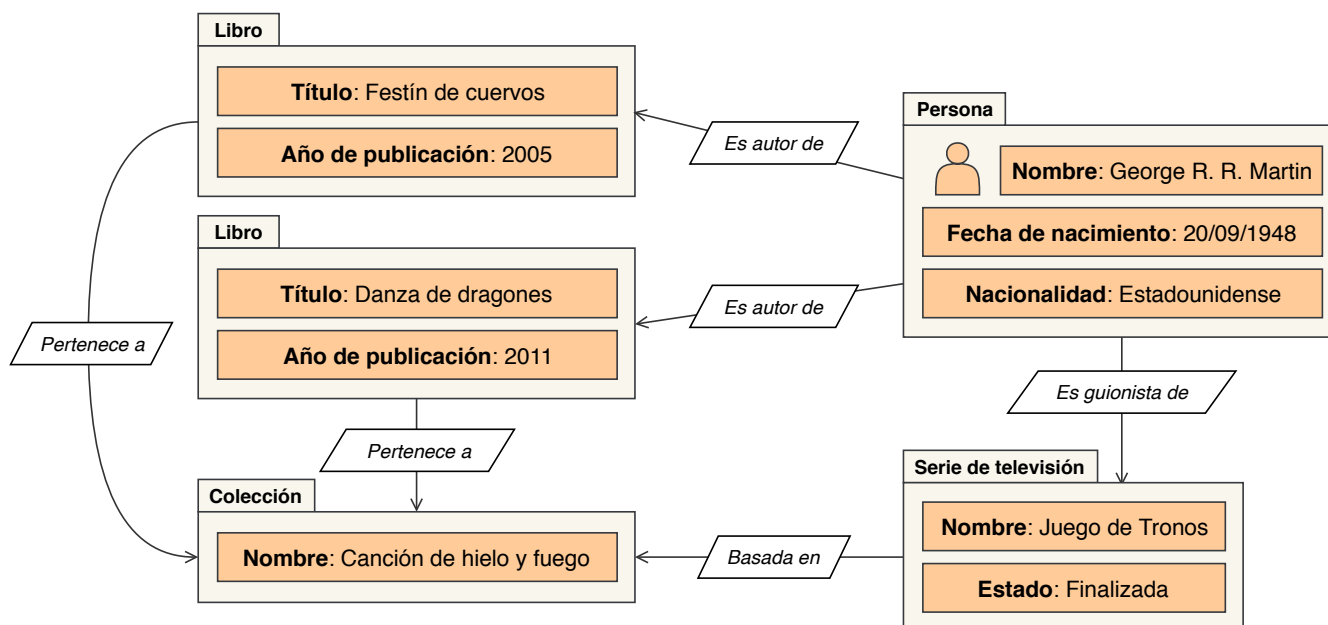 Libro
Título: Festín de cuervos
Año de publicación: 2005
Es autor de
Persona
Nombre: George R. R. Martin
Fecha de nacimiento: 20/09/1948
Nacionalidad: Estadounidense
Libro
Título: Danza de dragones
Año de publicación: 2011
Es autor de
Pertenece a
Es guionista de
Pertenece a
Serie de televisión
Nombre: Juego de Tronos
Estado: Finalizada
Colección
Nombre: Canción de hielo y fuego
Basada en